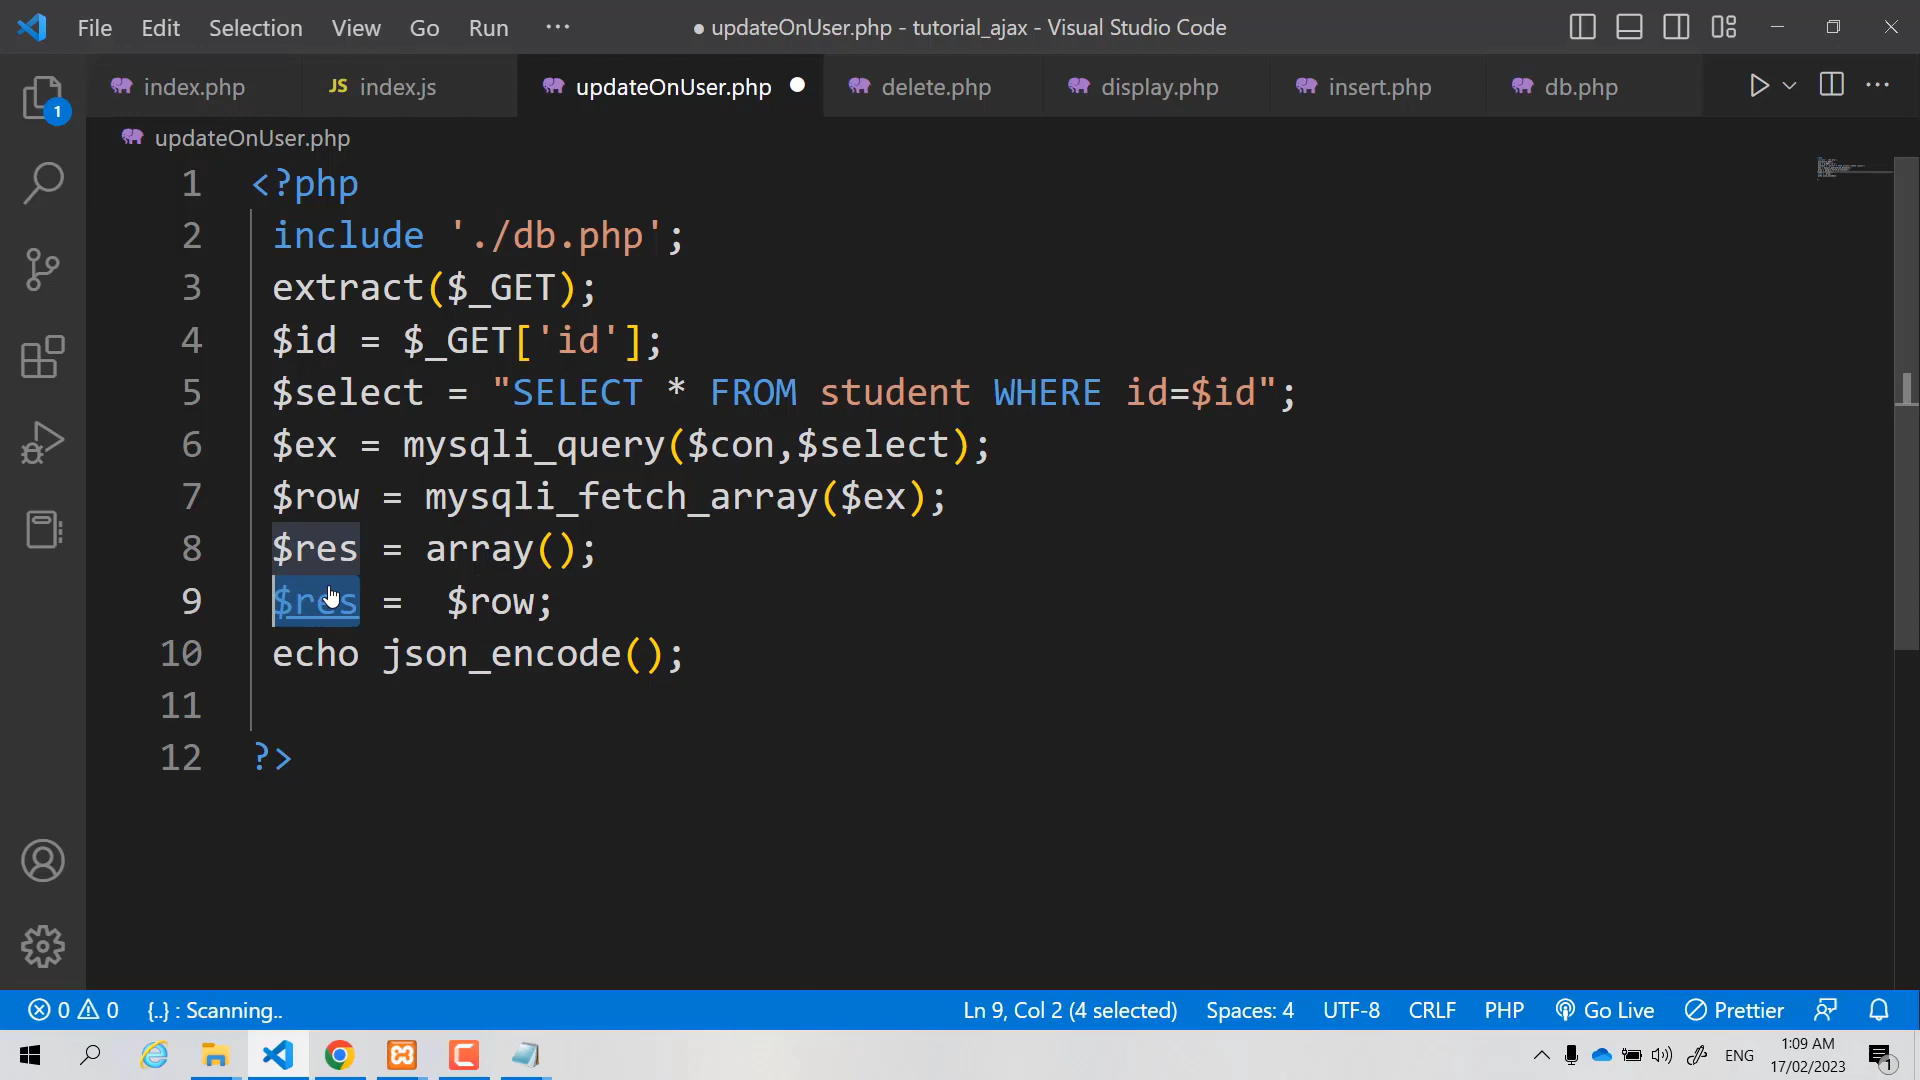 File Edit Selection View Go Run ··· ● updateOnUser.php - tutorial_ajax - Visual Studio Code
index.php JS index.js updateOnUser.php delete.php display.php insert.php db.php
1
updateOnUser.php
1 <?php
2 include './db.php';
3 extract($_GET);
4 $id = $_GET['id'];
5 $select = "SELECT * FROM student WHERE id=$id";
6 $ex = mysqli_query($con,$select);
7 $row = mysqli_fetch_array($ex);
8 $res = array();
9 $res =  $row;
10 echo json_encode();
11
12 ?>
0 0 {..} : Scanning.. Ln 9, Col 2 (4 selected) Spaces: 4 UTF-8 CRLF PHP Go Live Prettier
ENG 1:09 AM
17/02/2023 1